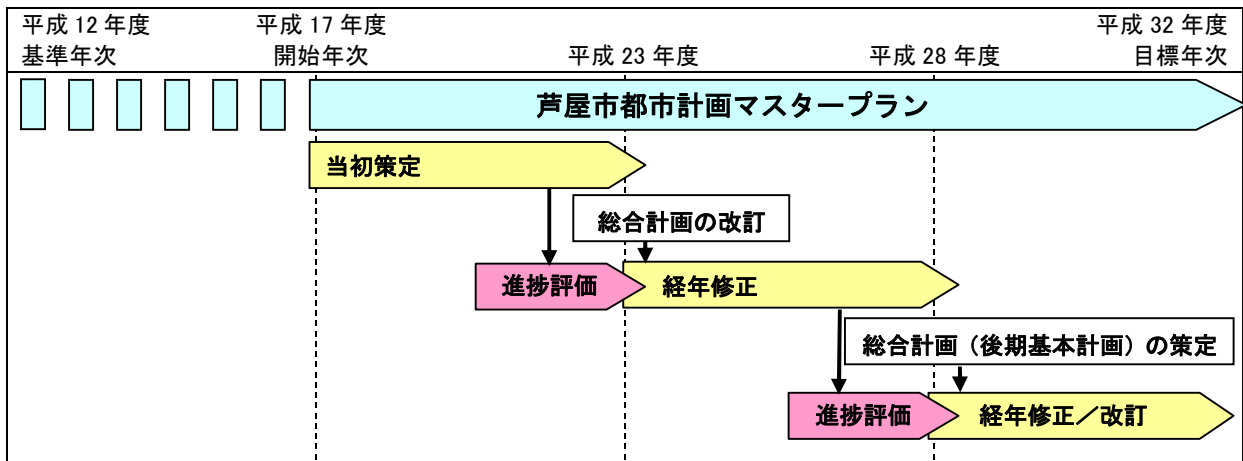 平成 12 年度
基準年次
平成 17 年度
開始年次
平成 23 年度
平成 28 年度
平成 32 年度
目標年次
芦屋市都市計画マスタープラン
当初策定
総合計画の改訂
進捗評価
経年修正
総合計画（後期基本計画）の策定
進捗評価
経年修正／改訂